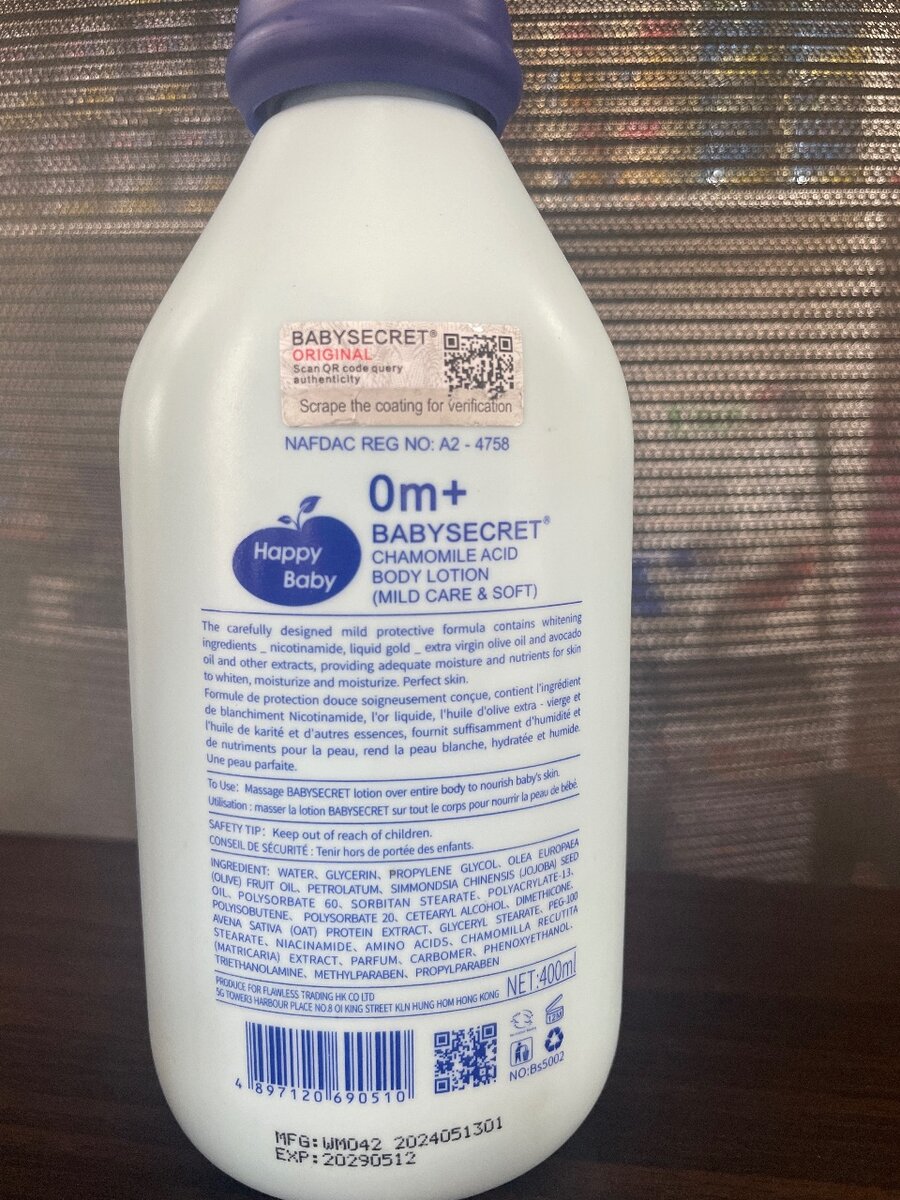 BABYSECRET®
ORIGINAL
Scan QR code query
authenticity
Scrape the coating for verification
NAFDAC REG NO: A2 - 4758
0m+
Happy
Baby
BABYSECRET®
CHAMOMILE ACID
BODY LOTION
(MILD CARE & SOFT)
The carefully designed mild protective formula contains whitening
ingredients _ nicotinamide, liquid gold _ extra virgin olive oil and avocado
oil and other extracts, providing adequate moisture and nutrients for skin
to whiten, moisturize and moisturize. Perfect skin.
Formule de protection douce soigneusement conçue, contient l'ingrédient
de blanchiment Nicotinamide, l'or liquide, l'huile d'olive extra - vierge et
l'huile de karité et d'autres essences, fournit suffisamment d'humidité et
de nutriments pour la peau, rend la peau blanche, hydratée et humide.
Une peau parfaite.
To Use: Massage BABYSECRET lotion over entire body to nourish baby's skin.
Utilisation : masser la lotion BABYSECRET sur tout le corps pour nourrir la peau de bébé.
SAFETY TIP: Keep out of reach of children.
CONSEIL DE SÉCURITÉ : Tenir hors de portée des enfants.
INGREDIENT: WATER、GLYCERIN、PROPYLENE GLYCOL、OLEA EUROPAEA
(OLIVE) FRUIT OIL、PETROLATUM、SIMMONDSIA CHINENSIS (JOJOBA) SEED
OIL、POLYSORBATE 60、SORBITAN STEARATE、POLYACRYLATE-13、
POLYISOBUTENE、POLYSORBATE 20、CETEARYL ALCOHOL、DIMETHICONE、
AVENA SATIVA (OAT) PROTEIN EXTRACT、GLYCERYL STEARATE、PEG-100
STEARATE、NIACINAMIDE、AMINO ACIDS、CHAMOMILLA RECUTITA
(MATRICARIA) EXTRACT、PARFUM、CARBOMER、PHENOXYETHANOL、
TRIETHANOLAMINE、METHYLPARABEN、PROPYLPARABEN
PRODUCE FOR FLAWLESS TRADING HK CO LTD
5G TOWER3 HARBOUR PLACE NO.8 OI KING STREET KLN HUNG HOM HONG KONG
NET:400ml
12M
NO:Bs5002
4 897120 690510
MFG:WM042 2024051301
EXP:20290512